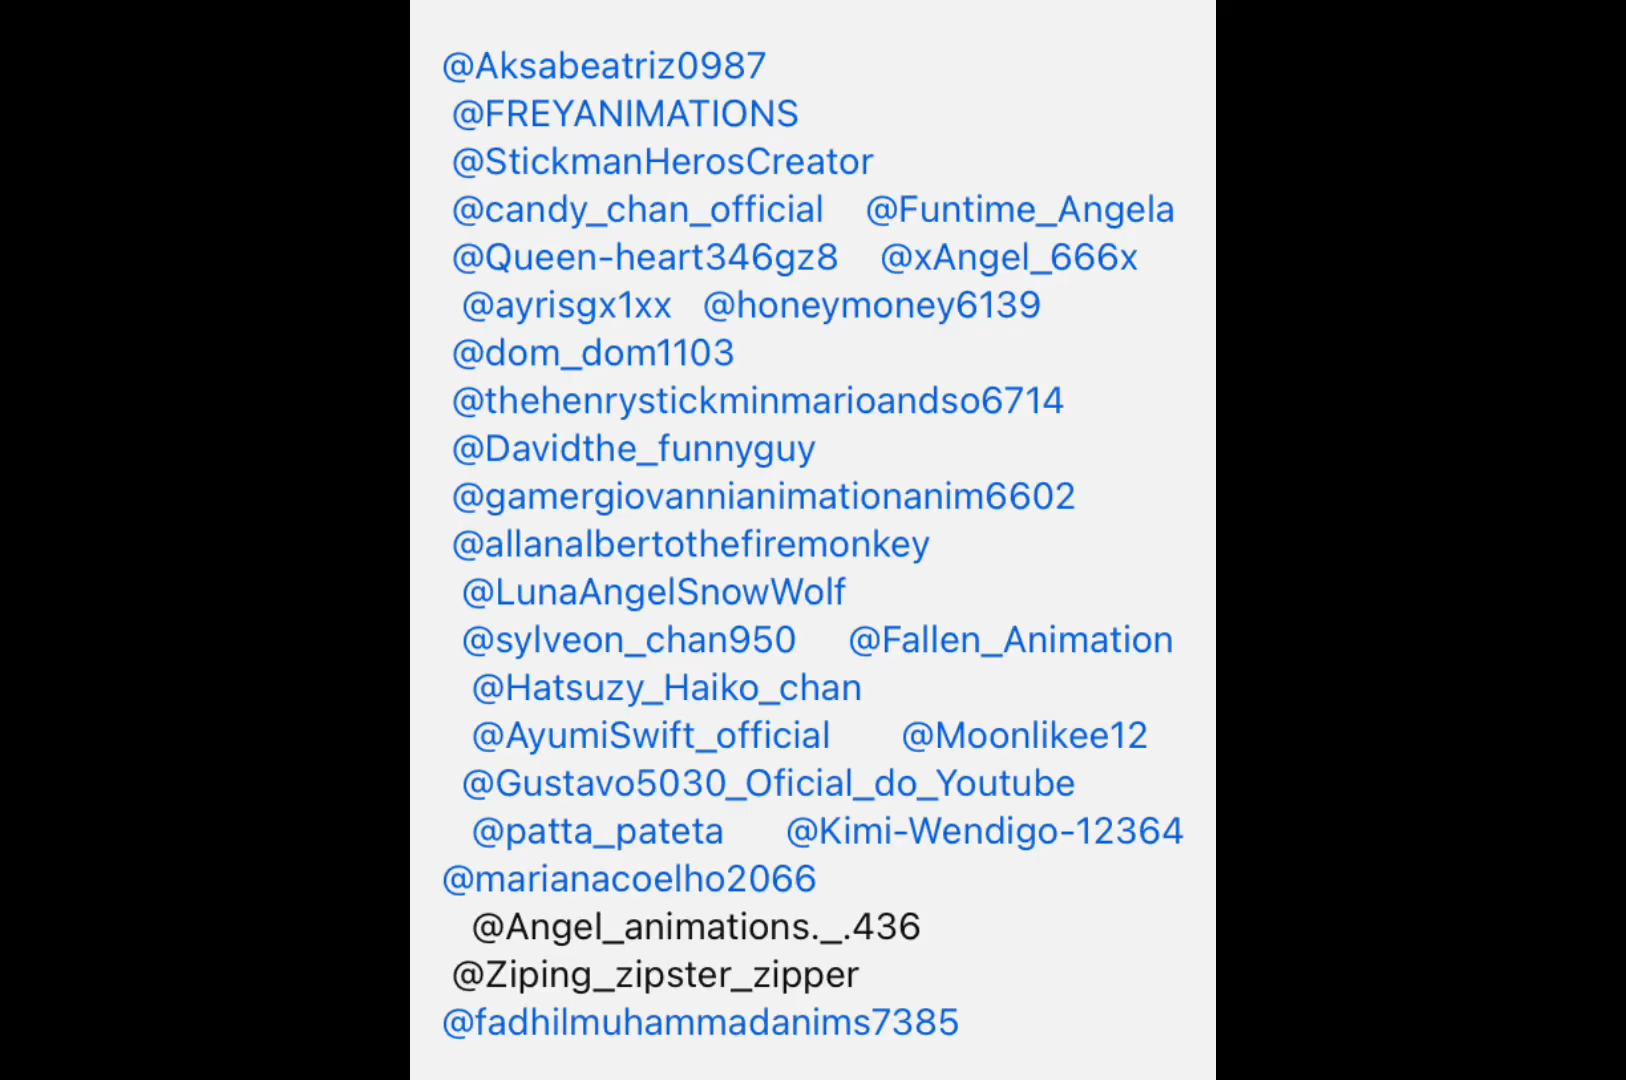 @Aksabeatriz0987
@FREYANIMATIONS
@StickmanHerosCreator
@candy_chan_official @Funtime_Angela
@Queen-heart346gz8 @xAngel_666x
@ayrisgx1xx @honeymoney6139
@dom_dom1103
@thehenrystickminmarioandso6714
@Davidthe_funnyguy
@gamergiovannianimationanim6602
@allanalbertothefiremonkey
@LunaAngelSnowWolf
@sylveon_chan950 @Fallen_Animation
@Hatsuzy_Haiko_chan
@AyumiSwift_official @Moonlikee12
@Gustavo5030_Oficial_do_Youtube
@patta_pateta @Kimi-Wendigo-12364
@marianacoelho2066
@Angel_animations._.436
@Ziping_zipster_zipper
@fadhilmuhammadanims7385